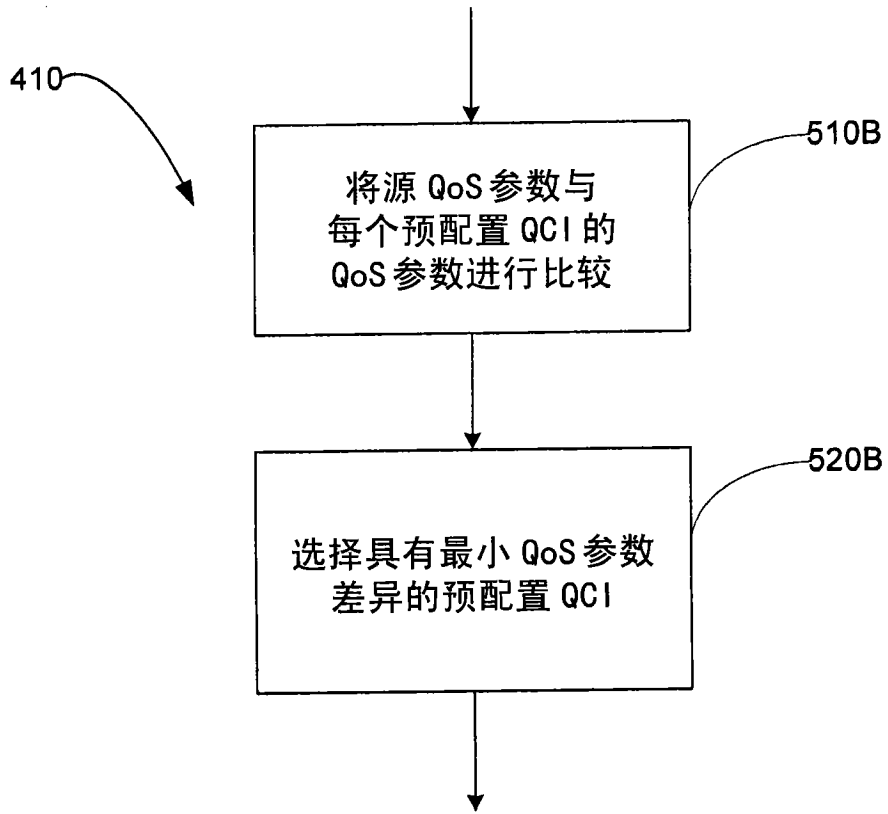 410
510B
将源 QoS 参数与
每个预配置 QCI 的
QoS 参数进行比较
520B
选择具有最小 QoS 参数
差异的预配置 QCI